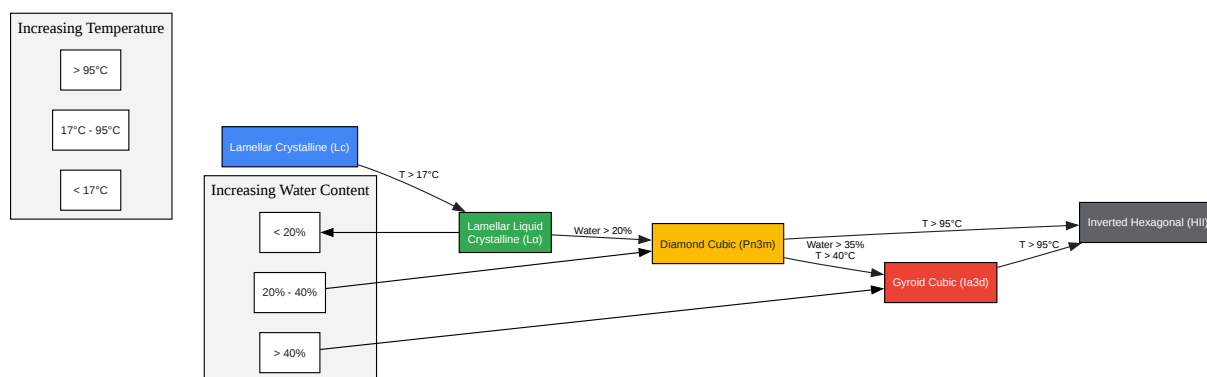 Increasing Temperature
> 95°C
17°C - 95°C
< 17°C
Lamellar Crystalline (Lc)
T > 17°C
Increasing Water Content
< 20%
20% - 40%
> 40%
Lamellar Liquid
Crystalline (Lα)
Water > 20%
Diamond Cubic (Pn3m)
T > 95°C
Water > 35%
T > 40°C
Gyroid Cubic (Ia3d)
T > 95°C
Inverted Hexagonal (HII)